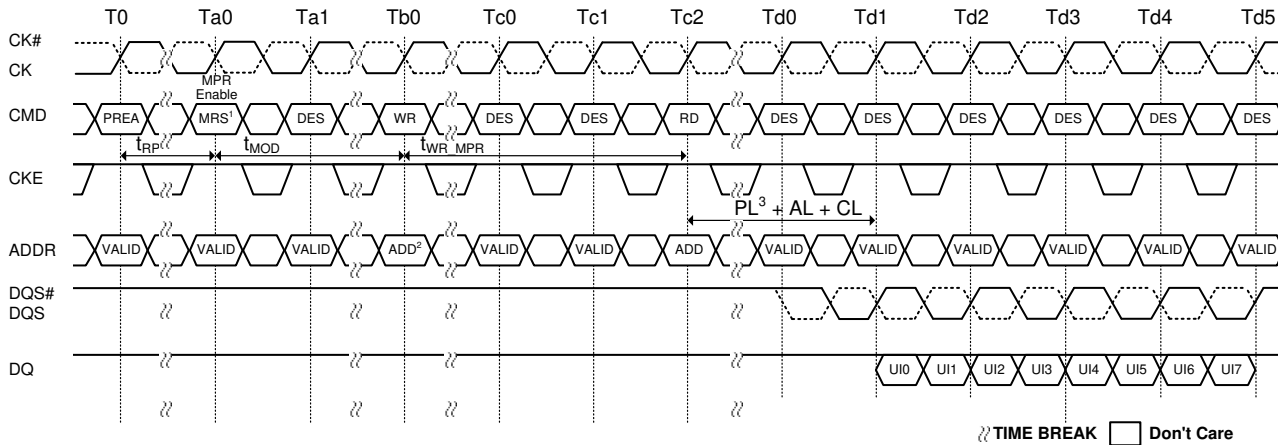 T0 Ta0 Ta1 Tb0 Tc0 Tc1 Tc2 Td0 Td1 Td2 Td3 Td4 Td5
CK#
CK
MPR
Enable
CMD PREA MRS¹ DES WR DES DES RD DES DES DES DES DES DES
tRP tMOD tWR_MPR
CKE
PL³ + AL + CL
ADDR VALID VALID VALID ADD² VALID VALID ADD VALID VALID VALID VALID VALID VALID
DQS#
DQS
DQ UI0 UI1 UI2 UI3 UI4 UI5 UI6 UI7
TIME BREAK Don't Care